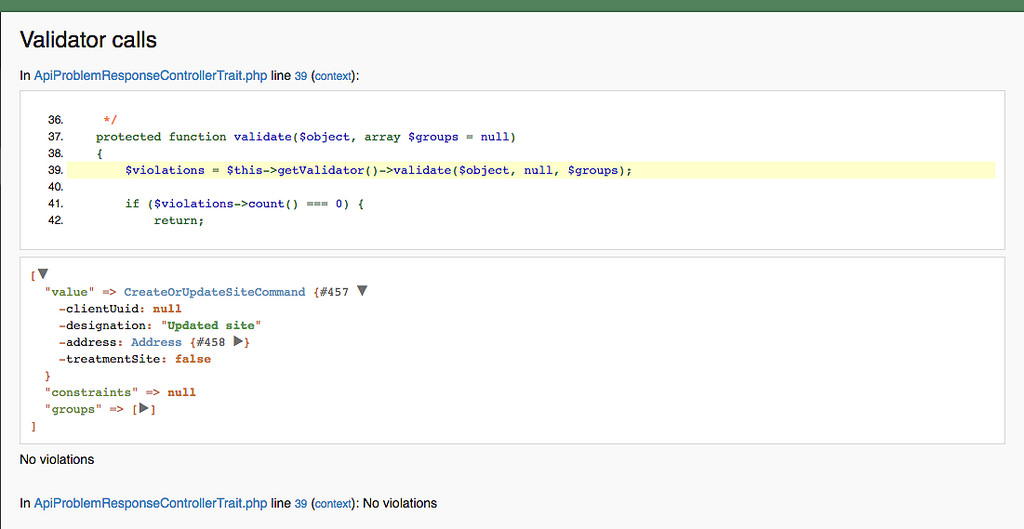 Validator calls
In ApiProblemResponseControllerTrait.php line 39 (context):
36. */
37. protected function validate($object, array $groups = null)
38. {
39. $violations = $this->getValidator()->validate($object, null, $groups);
40.
41. if ($violations->count() === 0) {
42. return;
[▼
"value" => CreateOrUpdateSiteCommand {#457 ▼
-clientUuid: null
-designation: "Updated site"
-address: Address {#458 ▶}
-treatmentSite: false
}
"constraints" => null
"groups" => [▶]
]
No violations
In ApiProblemResponseControllerTrait.php line 39 (context): No violations